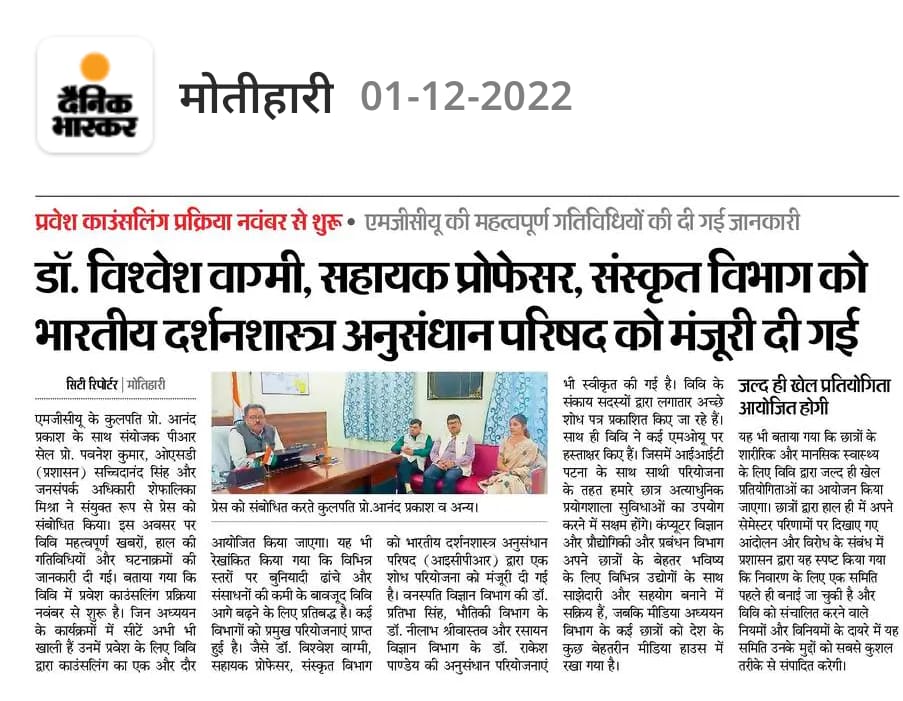 दैनिक
भास्कर
मोतीहारी 01-12-2022
प्रवेश काउंसलिंग प्रक्रिया नवंबर से शुरू • एमजीसीयू की महत्वपूर्ण गतिविधियों की दी गई जानकारी
डॉ. विश्वेश वाग्मी, सहायक प्रोफेसर, संस्कृत विभाग को
भारतीय दर्शनशास्त्र अनुसंधान परिषद को मंजूरी दी गई
सिटी रिपोर्टर | मोतिहारी
एमजीसीयू के कुलपति प्रो. आनंद
प्रकाश के साथ संयोजक पीआर
सेल प्रो. पवनेश कुमार, ओएसडी
(प्रशासन) सच्चिदानंद सिंह और
जनसंपर्क अधिकारी शेफालिका
मिश्रा ने संयुक्त रूप से प्रेस को
संबोधित किया। इस अवसर पर
विवि महत्वपूर्ण खबरों, हाल की
गतिविधियों और घटनाक्रमों की
जानकारी दी गई। बताया गया कि
विवि में प्रवेश काउंसलिंग प्रक्रिया
नवंबर से शुरू है। जिन अध्ययन
के कार्यक्रमों में सीटें अभी भी
खाली हैं उनमें प्रवेश के लिए विवि
द्वारा काउंसलिंग का एक और दौर
प्रेस को संबोधित करते कुलपति प्रो.आनंद प्रकाश व अन्य।
आयोजित किया जाएगा। यह भी
रेखांकित किया गया कि विभिन्न
स्तरों पर बुनियादी ढांचे और
संसाधनों की कमी के बावजूद विवि
आगे बढ़ने के लिए प्रतिबद्ध है। कई
विभागों को प्रमुख परियोजनाएं प्राप्त
हुई है। जैसे डॉ. विश्वेश वाग्मी,
सहायक प्रोफेसर, संस्कृत विभाग
को भारतीय दर्शनशास्त्र अनुसंधान
परिषद (आइसीपीआर) द्वारा एक
शोध परियोजना को मंजूरी दी गई
है। वनस्पति विज्ञान विभाग की डॉ.
प्रतिभा सिंह, भौतिकी विभाग के
डॉ. नीलाभ श्रीवास्तव और रसायन
विज्ञान विभाग के डॉ. राकेश
पाण्डेय की अनुसंधान परियोजनाएं
भी स्वीकृत की गई है। विवि के
संकाय सदस्यों द्वारा लगातार अच्छे
शोध पत्र प्रकाशित किए जा रहे हैं।
साथ ही विवि ने कई एमओयू पर
हस्ताक्षर किए हैं। जिसमें आईआईटी
पटना के साथ साथी परियोजना
के तहत हमारे छात्र अत्याधुनिक
प्रयोगशाला सुविधाओं का उपयोग
करने में सक्षम होंगे। कंप्यूटर विज्ञान
और प्रौद्योगिकी और प्रबंधन विभाग
अपने छात्रों के बेहतर भविष्य
के लिए विभिन्न उद्योगों के साथ
साझेदारी और सहयोग बनाने में
सक्रिय हैं, जबकि मीडिया अध्ययन
विभाग के कई छात्रों को देश के
कुछ बेहतरीन मीडिया हाउस में
रखा गया है।
जल्द ही खेल प्रतियोगिता
आयोजित होगी
यह भी बताया गया कि छात्रों के
शारीरिक और मानसिक स्वास्थ्य
के लिए विवि द्वारा जल्द ही खेल
प्रतियोगिताओं का आयोजन किया
जाएगा। छात्रों द्वारा हाल ही में अपने
सेमेस्टर परिणामों पर दिखाए गए
आंदोलन और विरोध के संबंध में
प्रशासन द्वारा यह स्पष्ट किया गया
कि निवारण के लिए एक समिति
पहले ही बनाई जा चुकी है और
विवि को संचालित करने वाले
नियमों और विनियमों के दायरे में यह
समिति उनके मुद्दों को सबसे कुशल
तरीके से संपादित करेगी।